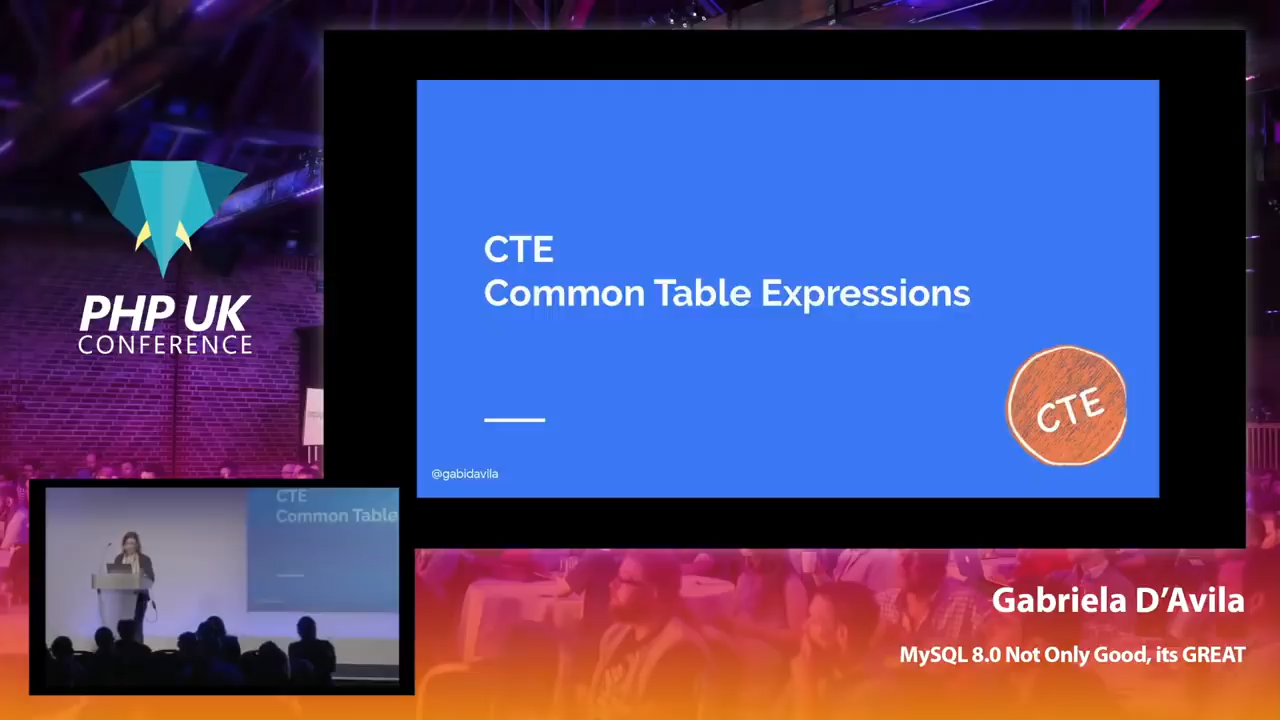 PHP UK
CONFERENCE
CTE
Common Table Expressions
CTE
@gabidavila
CTE
Common Table
Gabriela D’Avila
MySQL 8.0 Not Only Good, its GREAT